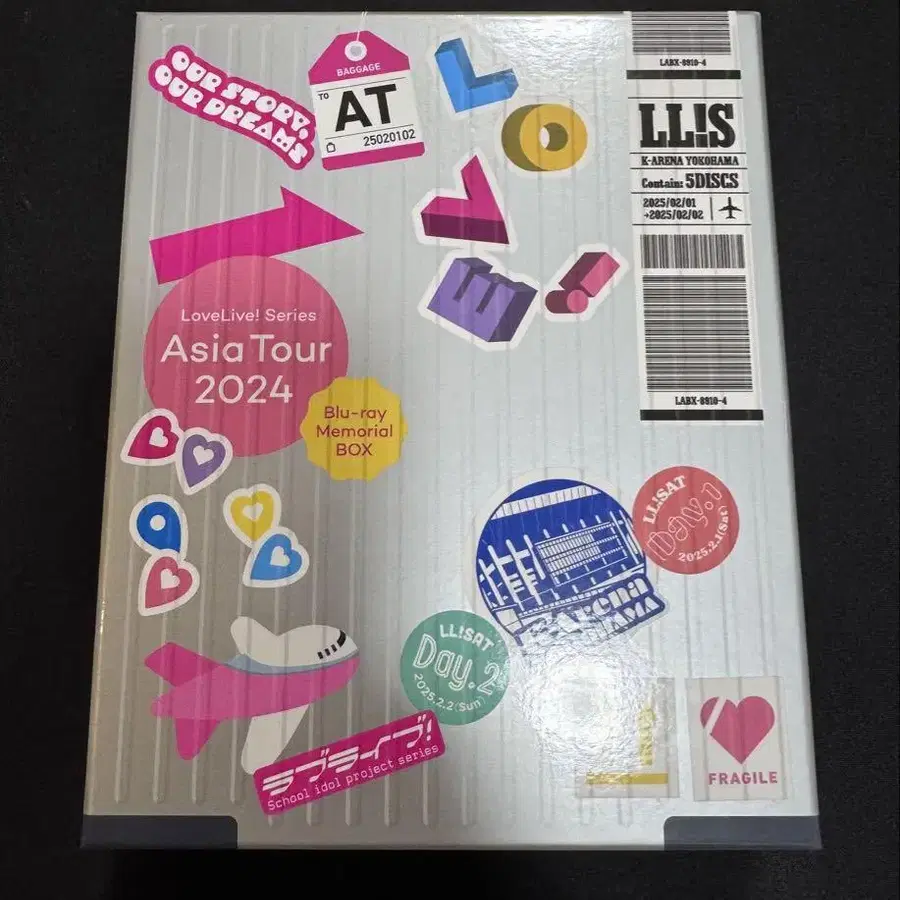 OUR STORY,
OUR DREAMS
BAGGAGE
TO
AT
25020102
LOVE!
LABX-8910-4
LL!S
K-ARENA YOKOHAMA
Contain: 5DISCS
2025/02/01
→2025/02/02
LABX-8910-4
LoveLive! Series
Asia Tour
2024
Blu-ray
Memorial
BOX
LL!SAT
Day.1
2025.2.1(Sat)
K-Arena
LL!SAT
Day.2
2025.2.2(Sun)
ラブライブ!
School idol project series
FRAGILE